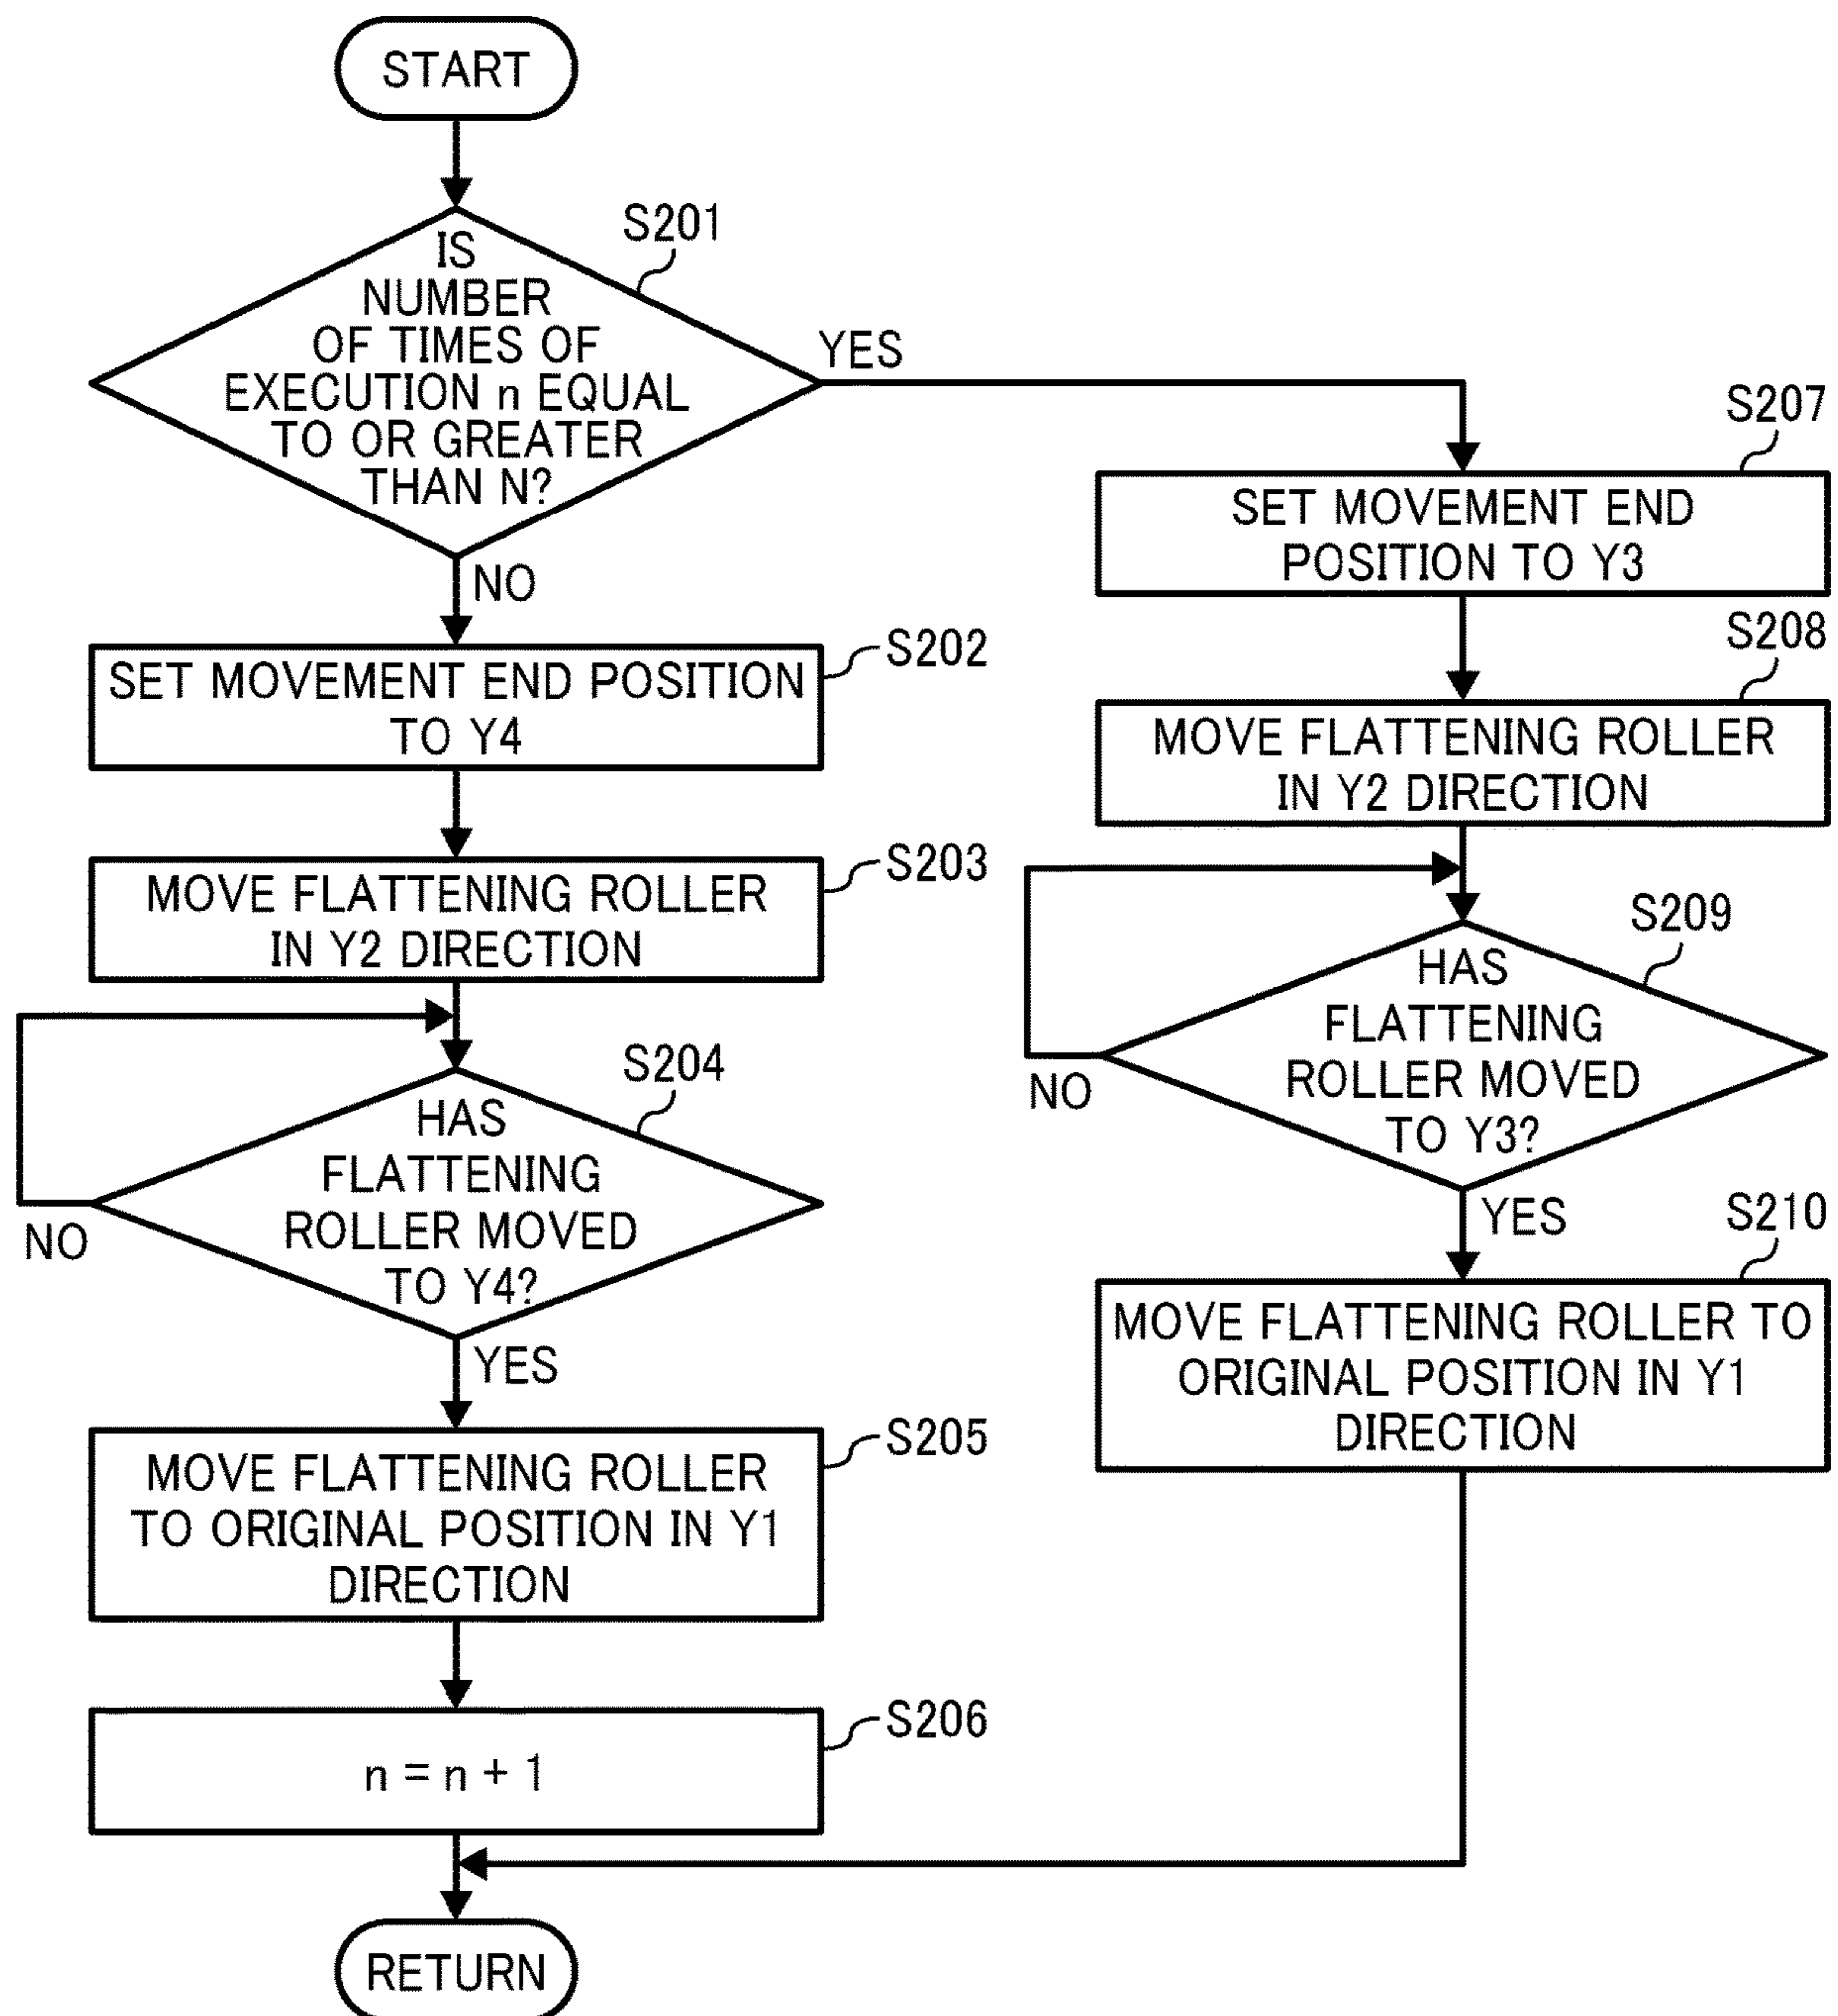 START
S201
IS
NUMBER
OF TIMES OF
EXECUTION n EQUAL
TO OR GREATER
THAN N?
YES
NO
S202
SET MOVEMENT END POSITION
TO Y4
S203
MOVE FLATTENING ROLLER
IN Y2 DIRECTION
S204
HAS
FLATTENING
ROLLER MOVED
TO Y4?
NO
YES
S205
MOVE FLATTENING ROLLER
TO ORIGINAL POSITION IN Y1
DIRECTION
S206
n = n + 1
S207
SET MOVEMENT END
POSITION TO Y3
S208
MOVE FLATTENING ROLLER
IN Y2 DIRECTION
S209
HAS
FLATTENING
ROLLER MOVED
TO Y3?
NO
YES
S210
MOVE FLATTENING ROLLER TO
ORIGINAL POSITION IN Y1
DIRECTION
RETURN